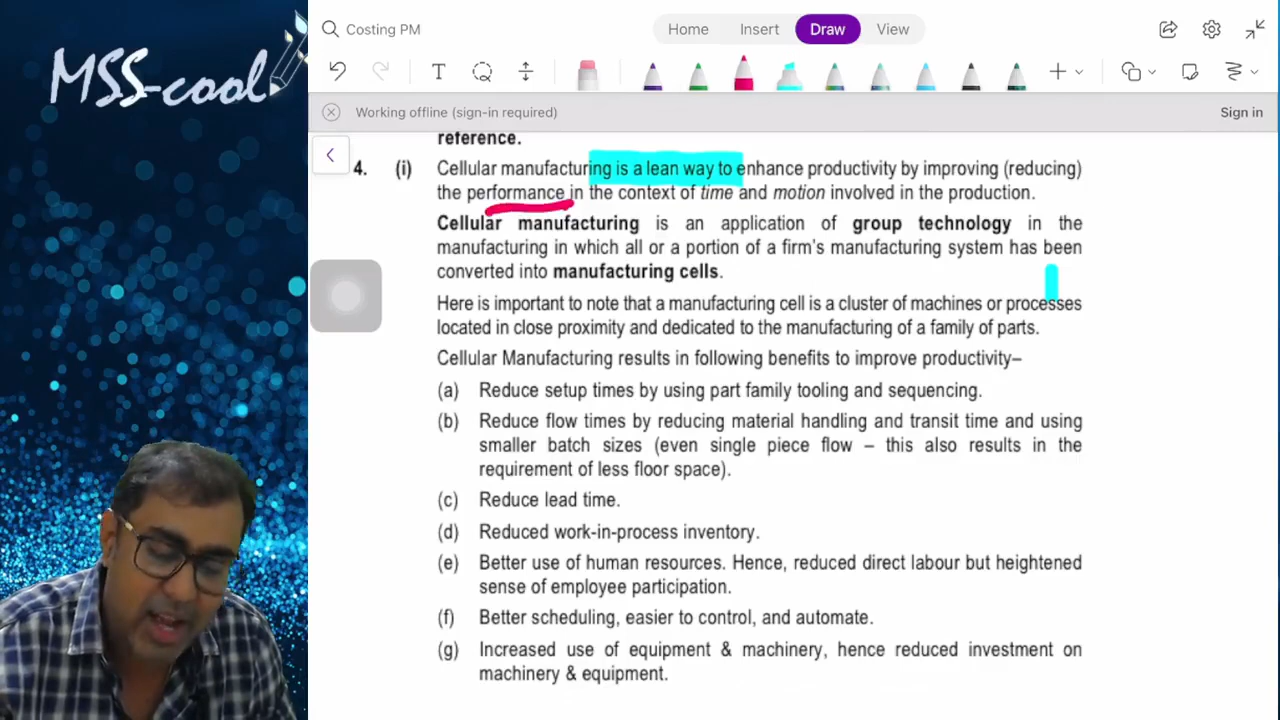 MSS-cool
Costing PM
Home Insert Draw View
T
Working offline (sign-in required)
Sign in
reference.
4. (i) Cellular manufacturing is a lean way to enhance productivity by improving (reducing)
the performance in the context of time and motion involved in the production.
Cellular manufacturing is an application of group technology in the
manufacturing in which all or a portion of a firm's manufacturing system has been
converted into manufacturing cells.
Here is important to note that a manufacturing cell is a cluster of machines or processes
located in close proximity and dedicated to the manufacturing of a family of parts.
Cellular Manufacturing results in following benefits to improve productivity–
(a) Reduce setup times by using part family tooling and sequencing.
(b) Reduce flow times by reducing material handling and transit time and using
smaller batch sizes (even single piece flow – this also results in the
requirement of less floor space).
(c) Reduce lead time.
(d) Reduced work-in-process inventory.
(e) Better use of human resources. Hence, reduced direct labour but heightened
sense of employee participation.
(f) Better scheduling, easier to control, and automate.
(g) Increased use of equipment & machinery, hence reduced investment on
machinery & equipment.